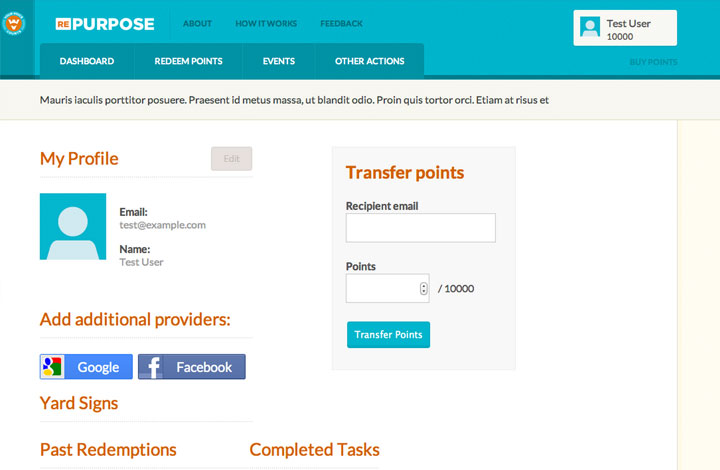 REPURPOSE
ABOUT
HOW IT WORKS
FEEDBACK
Test User
10000
DASHBOARD
REDEEM POINTS
EVENTS
OTHER ACTIONS
BUY POINTS
Mauris iaculis porttitor posuere. Praesent id metus massa, ut blandit odio. Proin quis tortor orci. Etiam at risus et
My Profile
Edit
Email:
test@example.com
Name:
Test User
Transfer points
Recipient email
Points
/ 10000
Transfer Points
Add additional providers:
Google
Facebook
Yard Signs
Past Redemptions
Completed Tasks